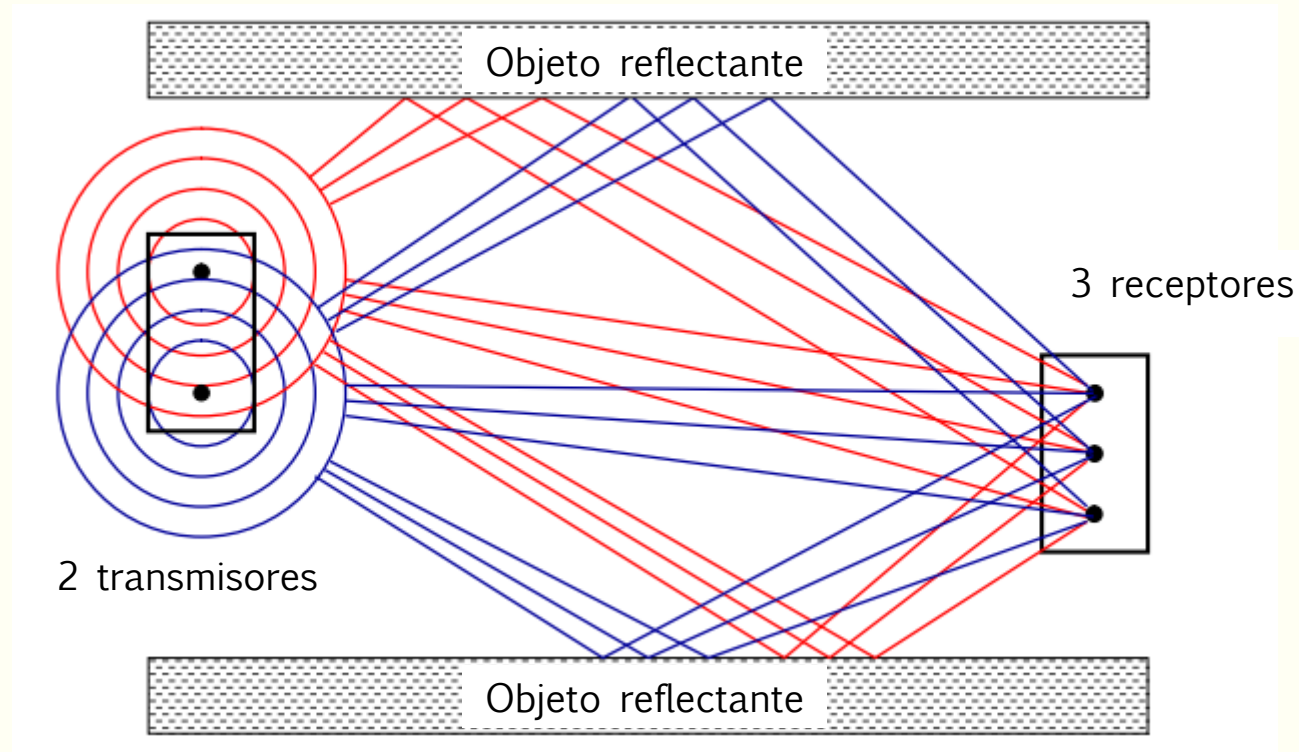 Objeto reflectante
3 receptores
2 transmisores
Objeto reflectante